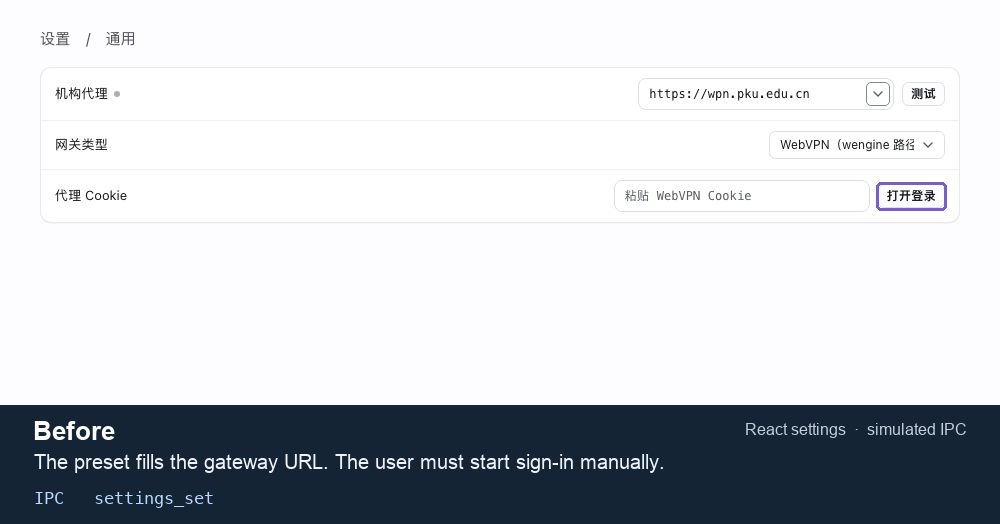 设置 / 通用
机构代理 https://wpn.pku.edu.cn 测试
网关类型 WebVPN（wengine 路径
代理 Cookie 粘贴 WebVPN Cookie 打开登录
Before React settings · simulated IPC
The preset fills the gateway URL. The user must start sign-in manually.
IPC settings_set